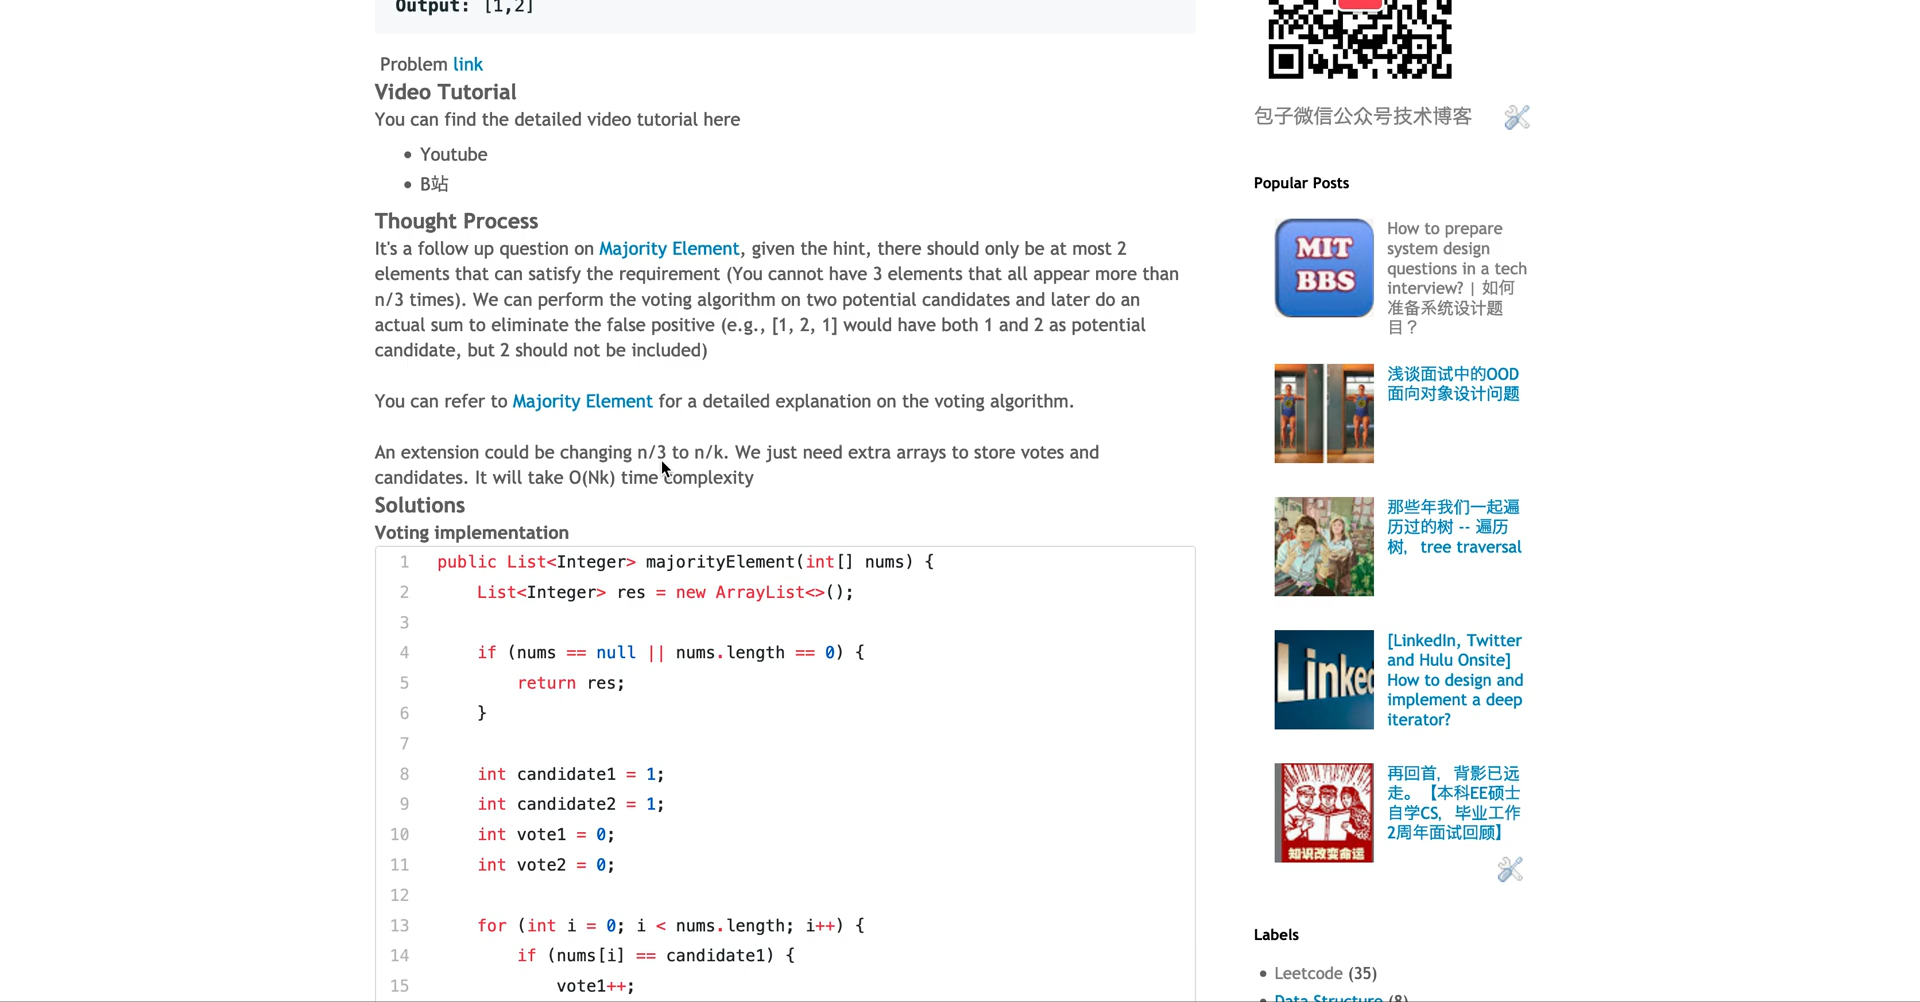 Output: [1,2]
Problem link
Video Tutorial
You can find the detailed video tutorial here
• Youtube
• B站
Thought Process
It's a follow up question on Majority Element, given the hint, there should only be at most 2
elements that can satisfy the requirement (You cannot have 3 elements that all appear more than
n/3 times). We can perform the voting algorithm on two potential candidates and later do an
actual sum to eliminate the false positive (e.g., [1, 2, 1] would have both 1 and 2 as potential
candidate, but 2 should not be included)
You can refer to Majority Element for a detailed explanation on the voting algorithm.
An extension could be changing n/3 to n/k. We just need extra arrays to store votes and
candidates. It will take O(Nk) time complexity
Solutions
Voting implementation
1 public List<Integer> majorityElement(int[] nums) {
2 List<Integer> res = new ArrayList<>();
3
4 if (nums == null || nums.length == 0) {
5 return res;
6 }
7
8 int candidate1 = 1;
9 int candidate2 = 1;
10 int vote1 = 0;
11 int vote2 = 0;
12
13 for (int i = 0; i < nums.length; i++) {
14 if (nums[i] == candidate1) {
15 vote1++;
包子微信公众号技术博客
Popular Posts
MIT
BBS
How to prepare
system design
questions in a tech
interview? | 如何
准备系统设计题
目？
浅谈面试中的OOD
面向对象设计问题
那些年我们一起遍
历过的树 -- 遍历
树，tree traversal
Linked
[LinkedIn, Twitter
and Hulu Onsite]
How to design and
implement a deep
iterator?
知识改变命运
再回首，背影已远
走。【本科EE硕士
自学CS，毕业工作
2周年面试回顾】
Labels
• Leetcode (35)
• Data Structure (8)